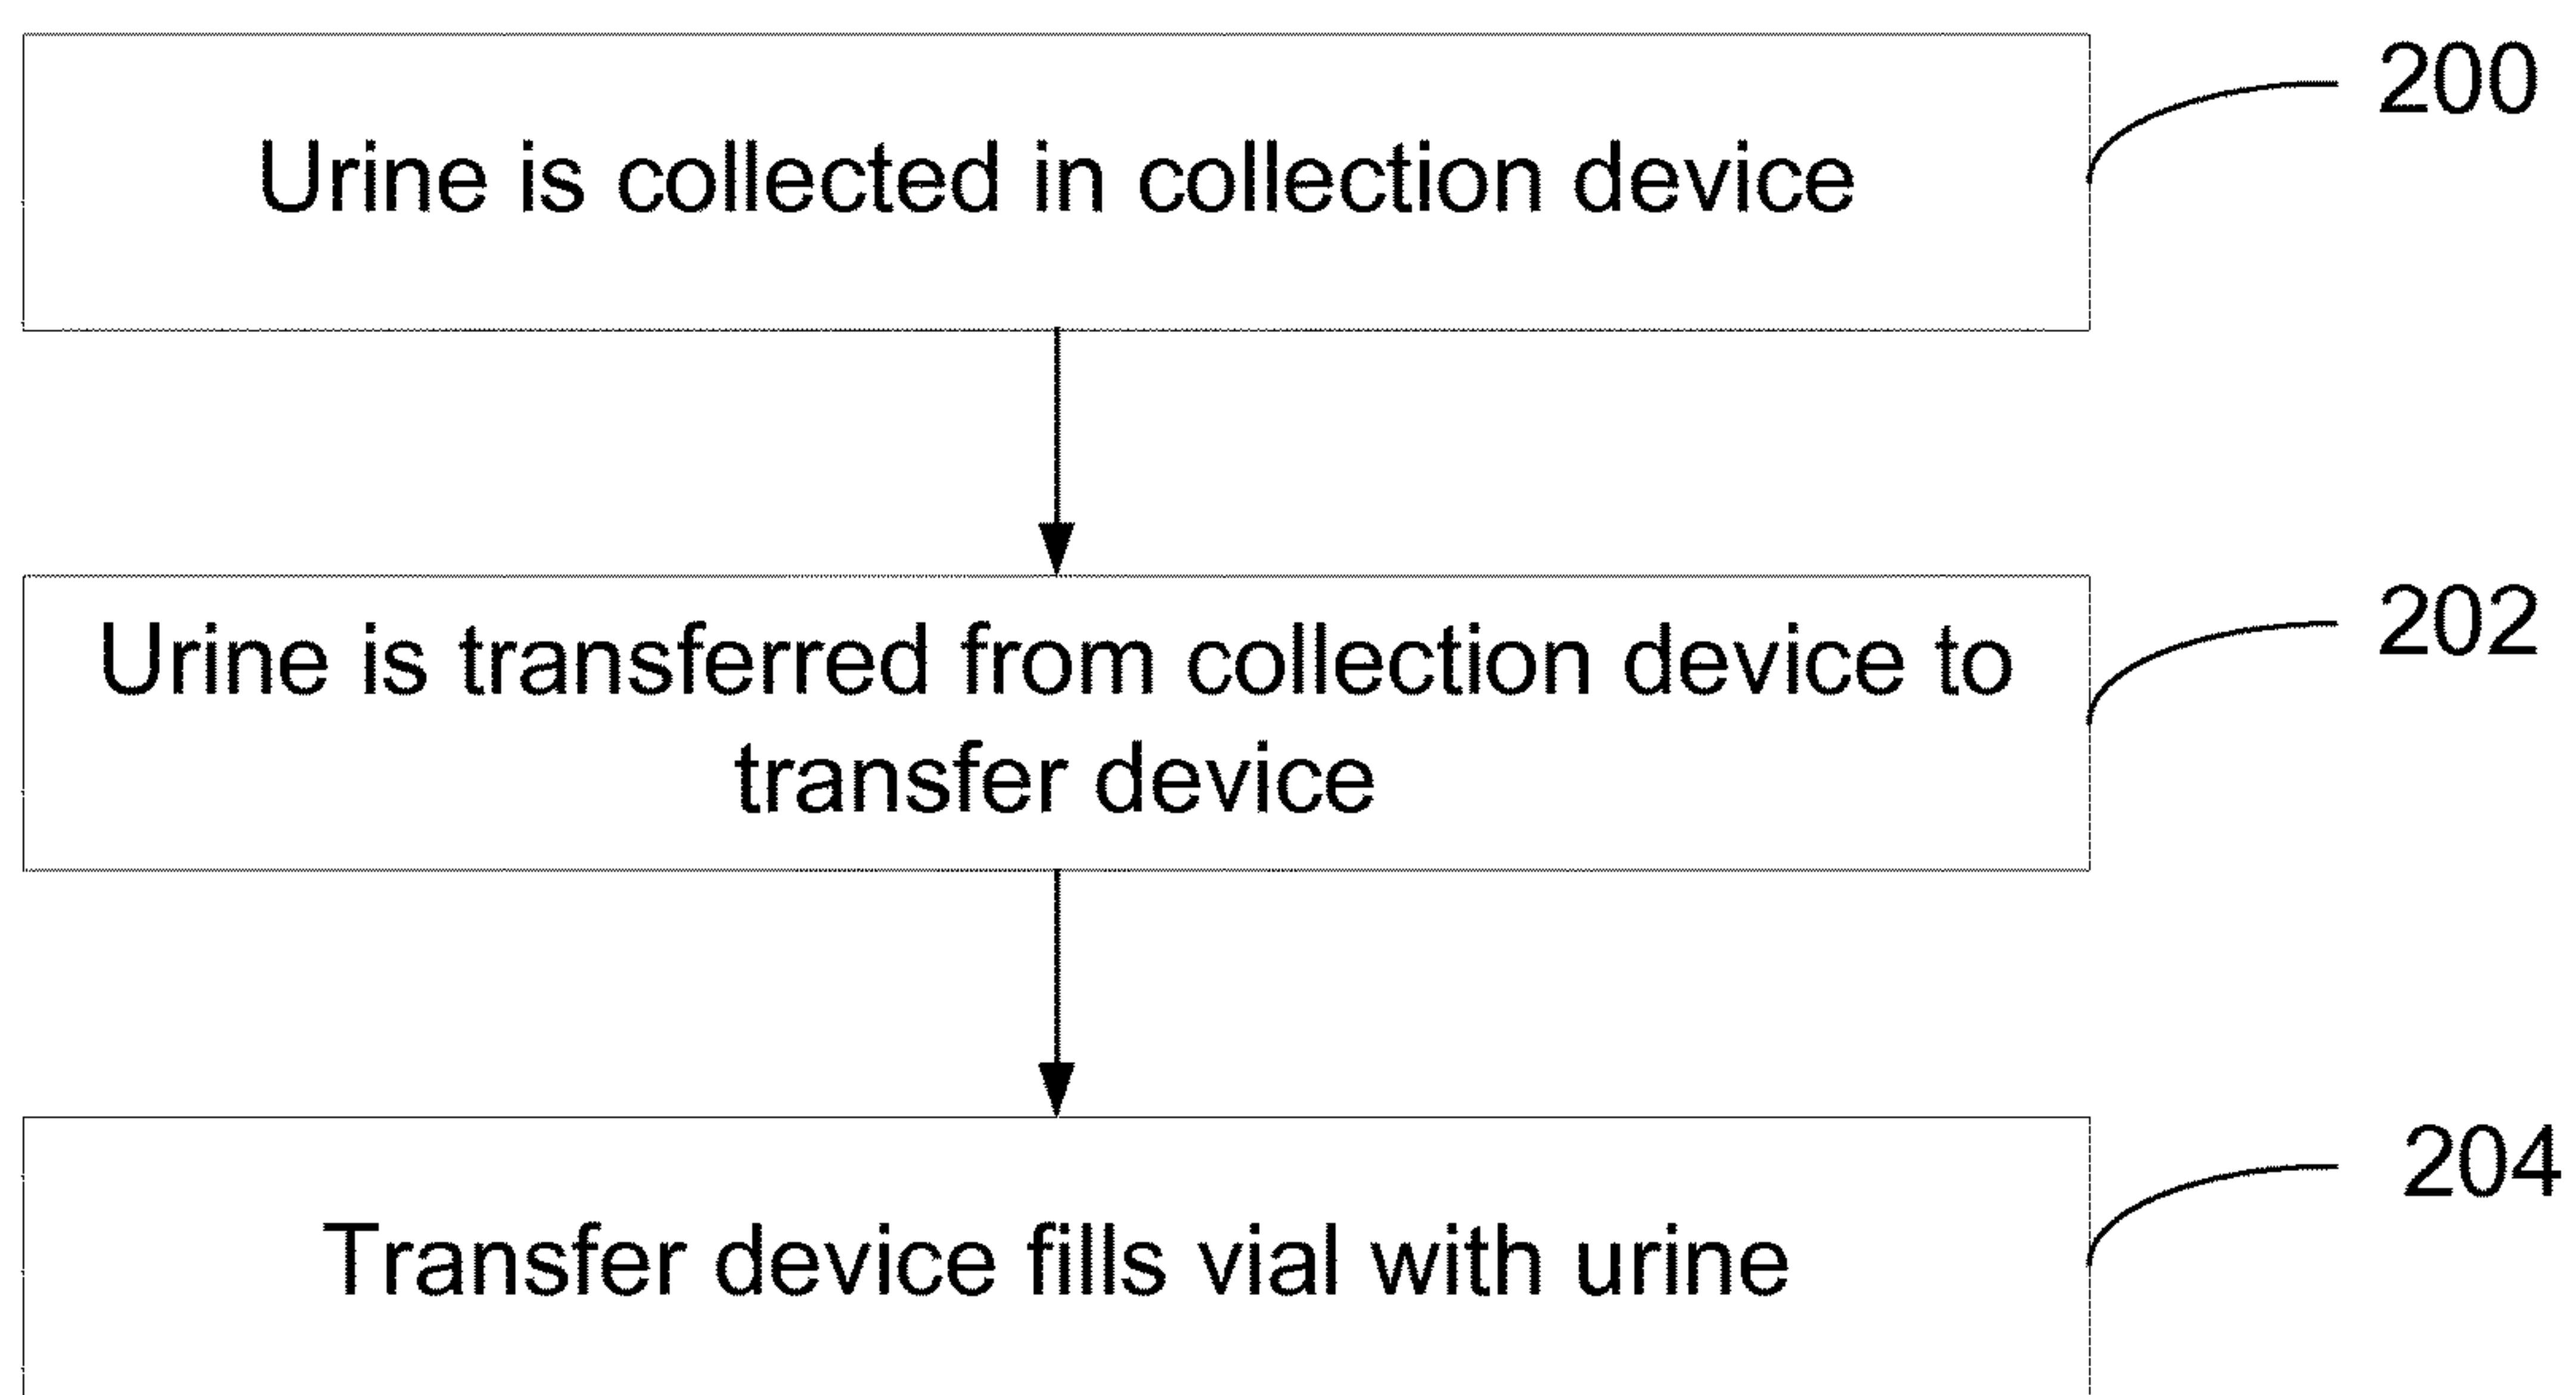 Urine is collected in collection device
200
Urine is transferred from collection device to
transfer device
202
Transfer device fills vial with urine
204